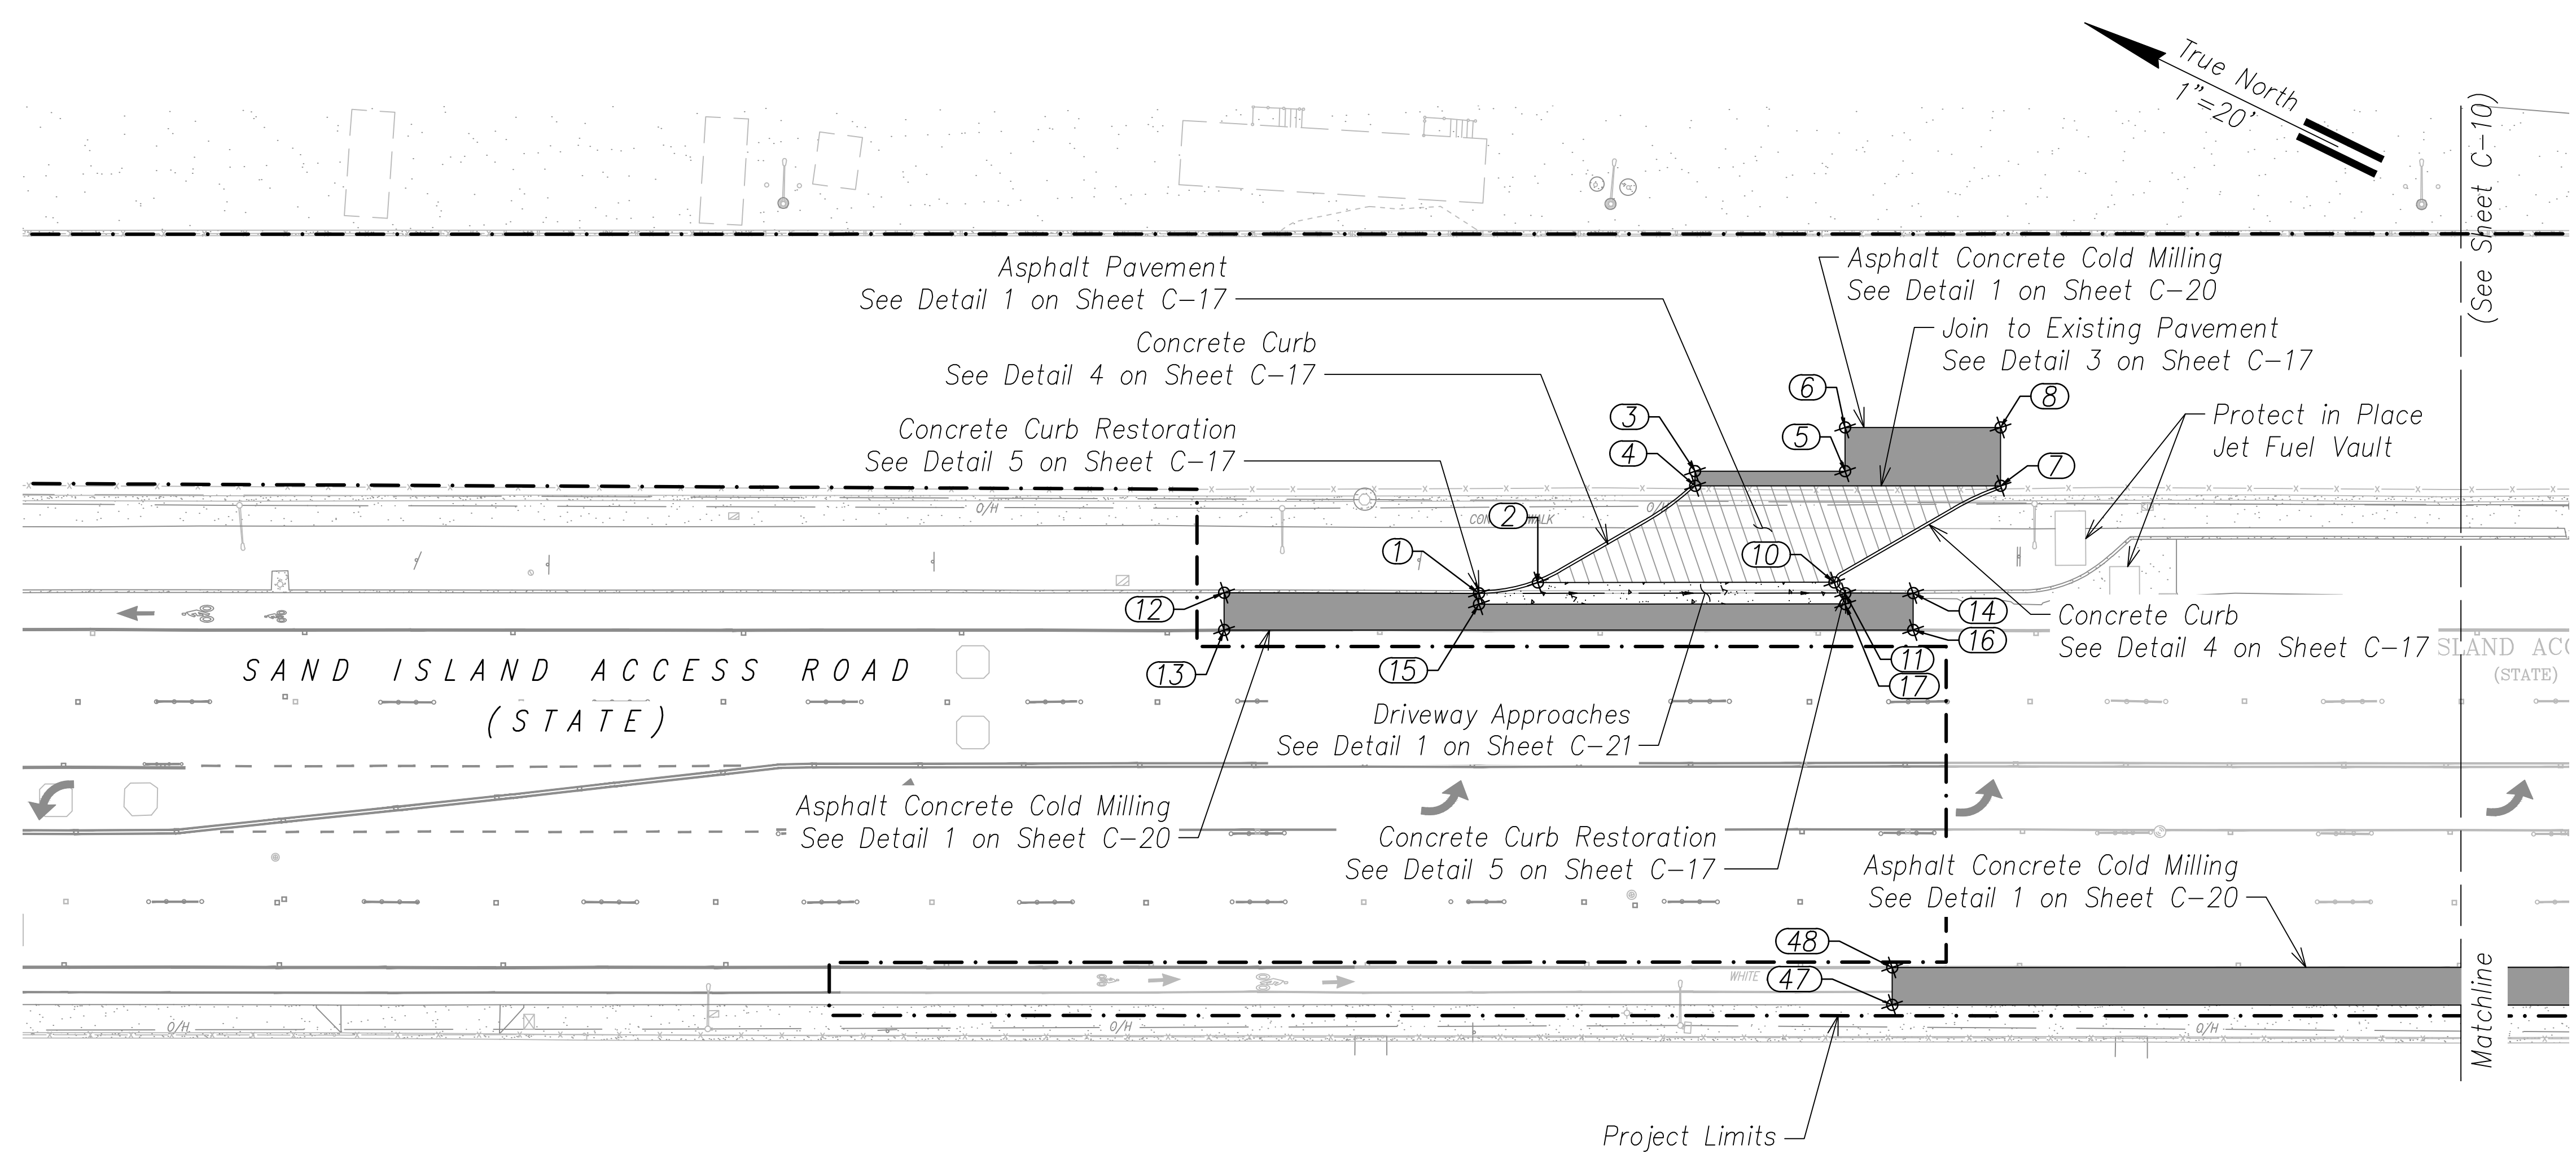 True North
1"=20'
(See Sheet C-10)
Asphalt Pavement
See Detail 1 on Sheet C-17
Asphalt Concrete Cold Milling
See Detail 1 on Sheet C-20
Concrete Curb
See Detail 4 on Sheet C-17
Join to Existing Pavement
See Detail 3 on Sheet C-17
Concrete Curb Restoration
See Detail 5 on Sheet C-17
Protect in Place
Jet Fuel Vault
6
8
3
5
4
7
O/H
O/H
2
WALK
1
10
12
14
Concrete Curb
See Detail 4 on Sheet C-17
16
15
13
11
17
SAND ISLAND ACCESS ROAD
(STATE)
(STATE)
Driveway Approaches
See Detail 1 on Sheet C-21
Asphalt Concrete Cold Milling
See Detail 1 on Sheet C-20
Concrete Curb Restoration
See Detail 5 on Sheet C-17
Asphalt Concrete Cold Milling
See Detail 1 on Sheet C-20
48
47
WHITE
Matchline
O/H
O/H
O/H
Project Limits